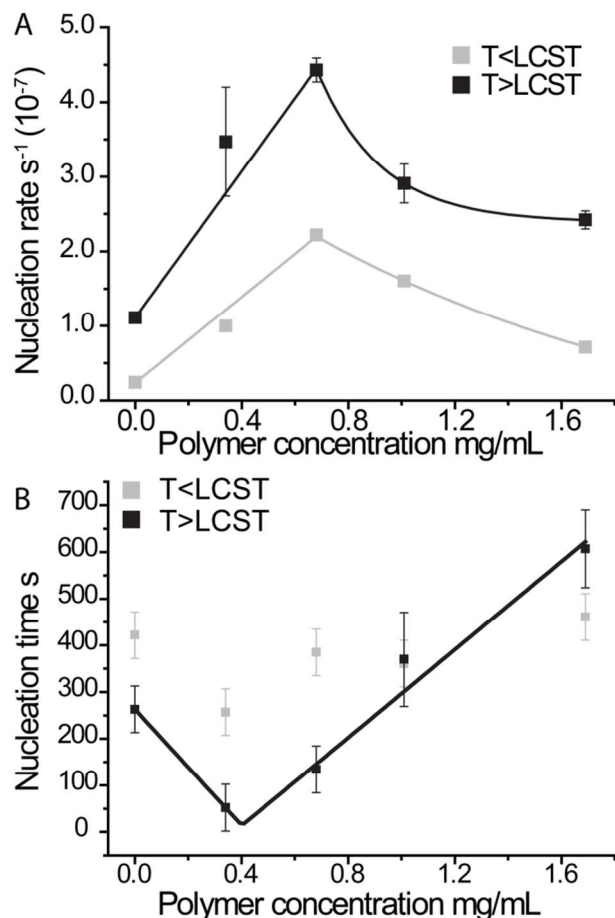 A
5.0
4.0
3.0
2.0
1.0
0.0
Nucleation rate s⁻¹ (10⁻⁷)
T<LCST
T>LCST
0.0 0.4 0.8 1.2 1.6
Polymer concentration mg/mL
B
T<LCST
T>LCST
700
600
500
400
300
200
100
0
Nucleation time s
0.0 0.4 0.8 1.2 1.6
Polymer concentration mg/mL